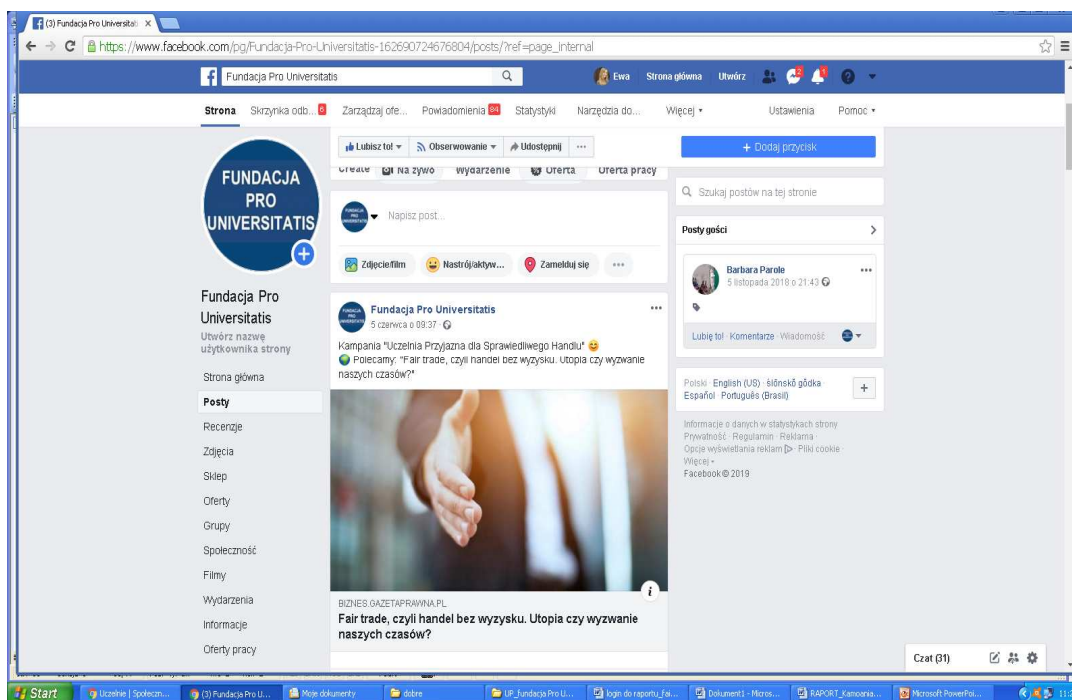 (3) Fundacja Pro Universitati
https://www.facebook.com/pg/Fundacja-Pro-Universitatis-162690724676804/posts/?ref=page_internal
Fundacja Pro Universitatis
Ewa Strona główna Utwórz 2 4
Strona Skrzynka odb... 6 Zarządzaj ofe... Powiadomienia 84 Statystyki Narzędzia do... Więcej Ustawienia Pomoc
Lubisz to! Obserwowanie Udostępnij ...
+ Dodaj przycisk
Create Na żywo Wydarzenie Oferta Oferta pracy
FUNDACJA
PRO
UNIVERSITATIS
Fundacja Pro
Universitatis
Utwórz nazwę
użytkownika strony
Strona główna
Posty
Recenzje
Zdjęcia
Sklep
Oferty
Grupy
Społeczność
Filmy
Wydarzenia
Informacje
Oferty pracy
Napisz post...
Zdjęcie/film Nastrój/aktyw... Zamelduj się ...
Fundacja Pro Universitatis
5 czerwca o 09:37
Kampania "Uczelnia Przyjazna dla Sprawiedliwego Handlu"
Polecamy: "Fair trade, czyli handel bez wyzysku. Utopia czy wyzwanie
naszych czasów?"
BIZNES.GAZETAPRAWNA.PL
Fair trade, czyli handel bez wyzysku. Utopia czy wyzwanie
naszych czasów?
Szukaj postów na tej stronie
Posty gości
Barbara Parole
5 listopada 2018 o 21:43
Lubię to! · Komentarze · Wiadomość
Polski · English (US) · ślōnskŏ gŏdka ·
Español · Português (Brasil)
Informacje o danych w statystykach strony
Prywatność · Regulamin · Reklama ·
Opcje wyświetlania reklam · Pliki cookie ·
Więcej
Facebook © 2019
Czat (31)
Start Uczelnie | Społeczn... (3) Fundacja Pro U... Moje dokumenty dobre UP_fundacja Pro U... login do raportu_fai... Dokument1 - Micros... RAPORT_Kampania... Microsoft PowerPoi...